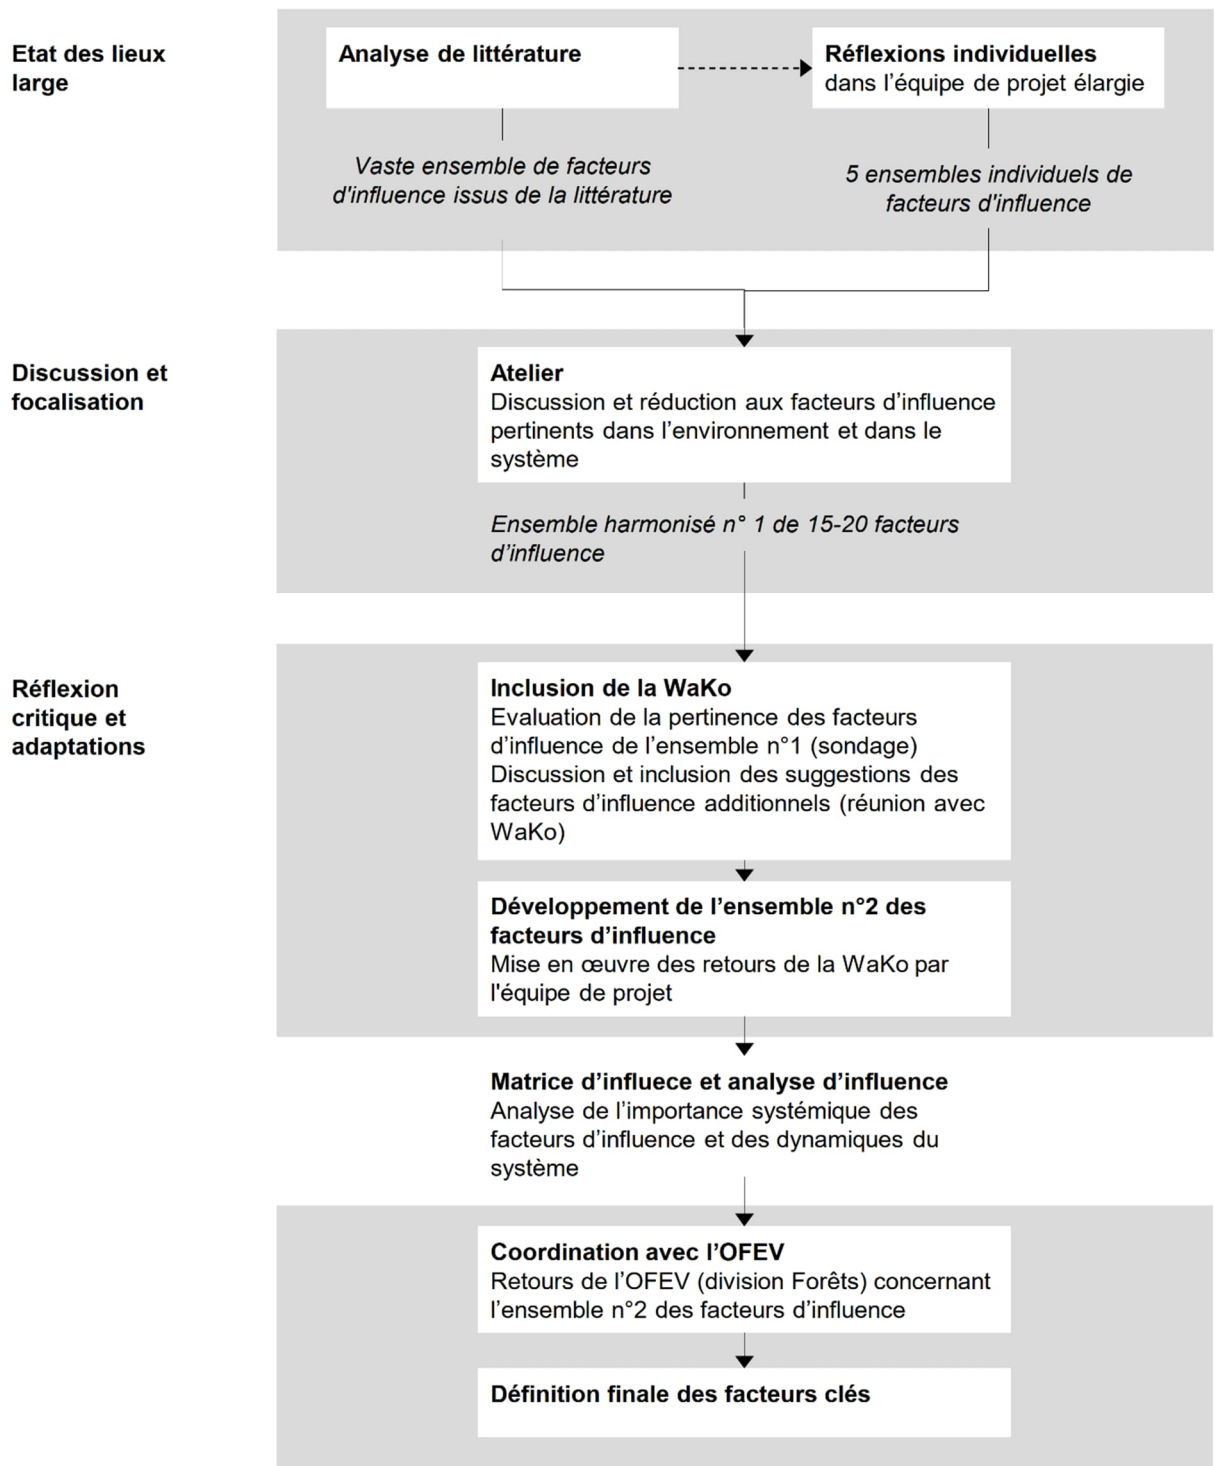 Etat des lieux
large
Analyse de littérature
Réflexions individuelles
dans l’équipe de projet élargie
Vaste ensemble de facteurs
d'influence issus de la littérature
5 ensembles individuels de
facteurs d'influence
Discussion et
focalisation
Atelier
Discussion et réduction aux facteurs d’influence
pertinents dans l’environnement et dans le
système
Ensemble harmonisé n° 1 de 15-20 facteurs
d’influence
Réflexion
critique et
adaptations
Inclusion de la WaKo
Evaluation de la pertinence des facteurs
d’influence de l’ensemble n°1 (sondage)
Discussion et inclusion des suggestions des
facteurs d’influence additionnels (réunion avec
WaKo)
Développement de l’ensemble n°2 des
facteurs d’influence
Mise en œuvre des retours de la WaKo par
l'équipe de projet
Matrice d’influece et analyse d’influence
Analyse de l’importance systémique des
facteurs d’influence et des dynamiques du
système
Coordination avec l’OFEV
Retours de l’OFEV (division Forêts) concernant
l’ensemble n°2 des facteurs d’influence
Définition finale des facteurs clés